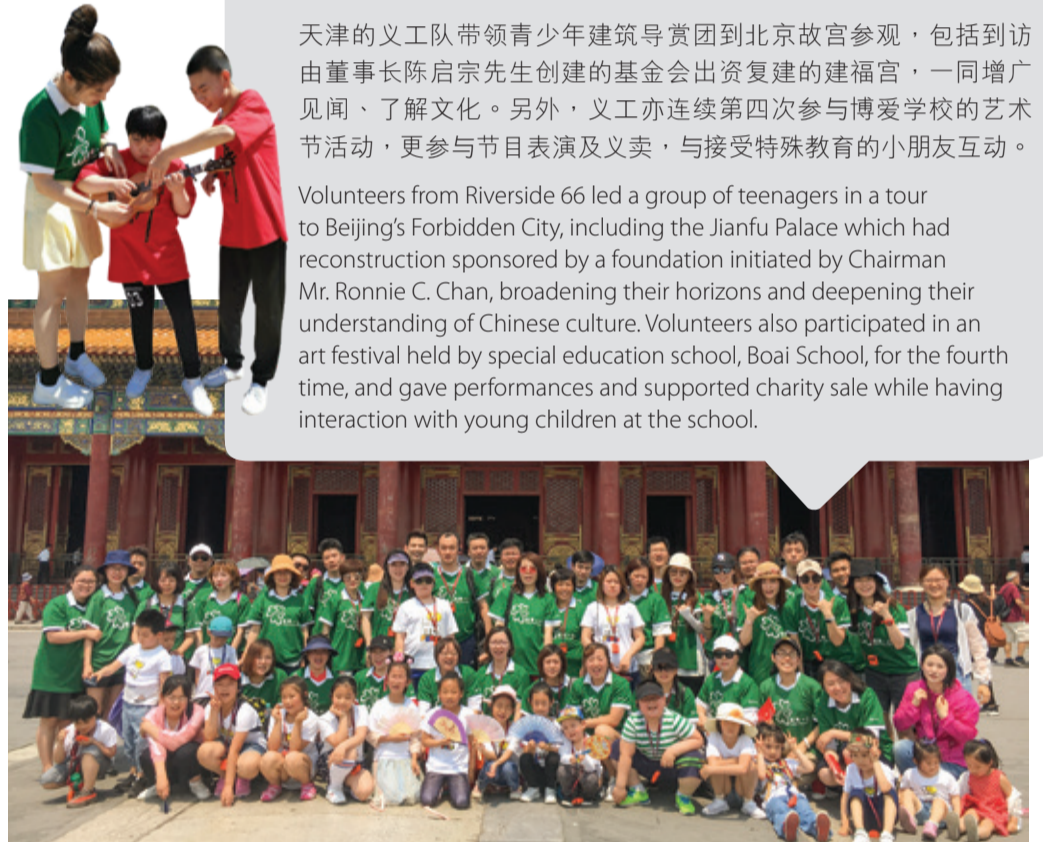 天津的义工队带领青少年建筑导赏团到北京故宫参观，包括到访
由董事长陈启宗先生创建的基金会出资复建的建福宫，一同增广
见闻、了解文化。另外，义工亦连续第四次参与博爱学校的艺术
节活动，更参与节目表演及义卖，与接受特殊教育的小朋友互动。
Volunteers from Riverside 66 led a group of teenagers in a tour
to Beijing’s Forbidden City, including the Jianfu Palace which had
reconstruction sponsored by a foundation initiated by Chairman
Mr. Ronnie C. Chan, broadening their horizons and deepening their
understanding of Chinese culture. Volunteers also participated in an
art festival held by special education school, Boai School, for the fourth
time, and gave performances and supported charity sale while having
interaction with young children at the school.